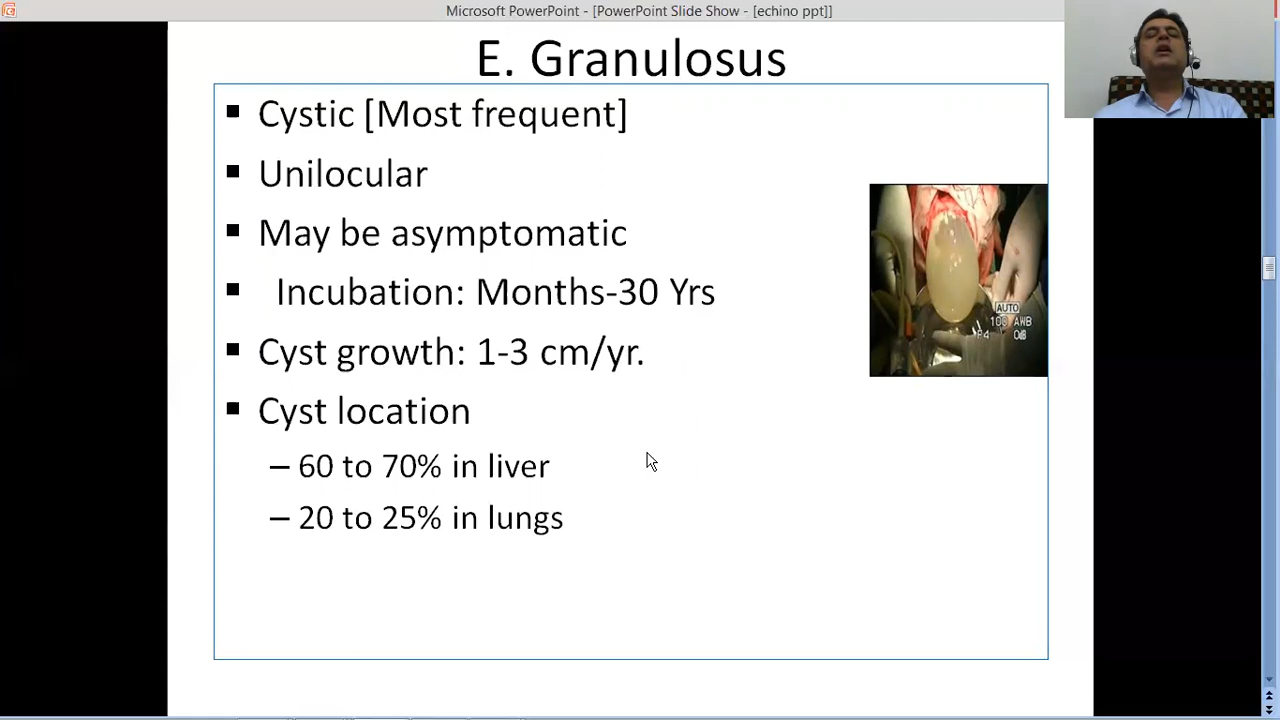 Microsoft PowerPoint - [PowerPoint Slide Show - [echino ppt]]
E. Granulosus
▪ Cystic [Most frequent]
▪ Unilocular
▪ May be asymptomatic
▪ Incubation: Months-30 Yrs
▪ Cyst growth: 1-3 cm/yr.
▪ Cyst location
– 60 to 70% in liver
– 20 to 25% in lungs
AUTO